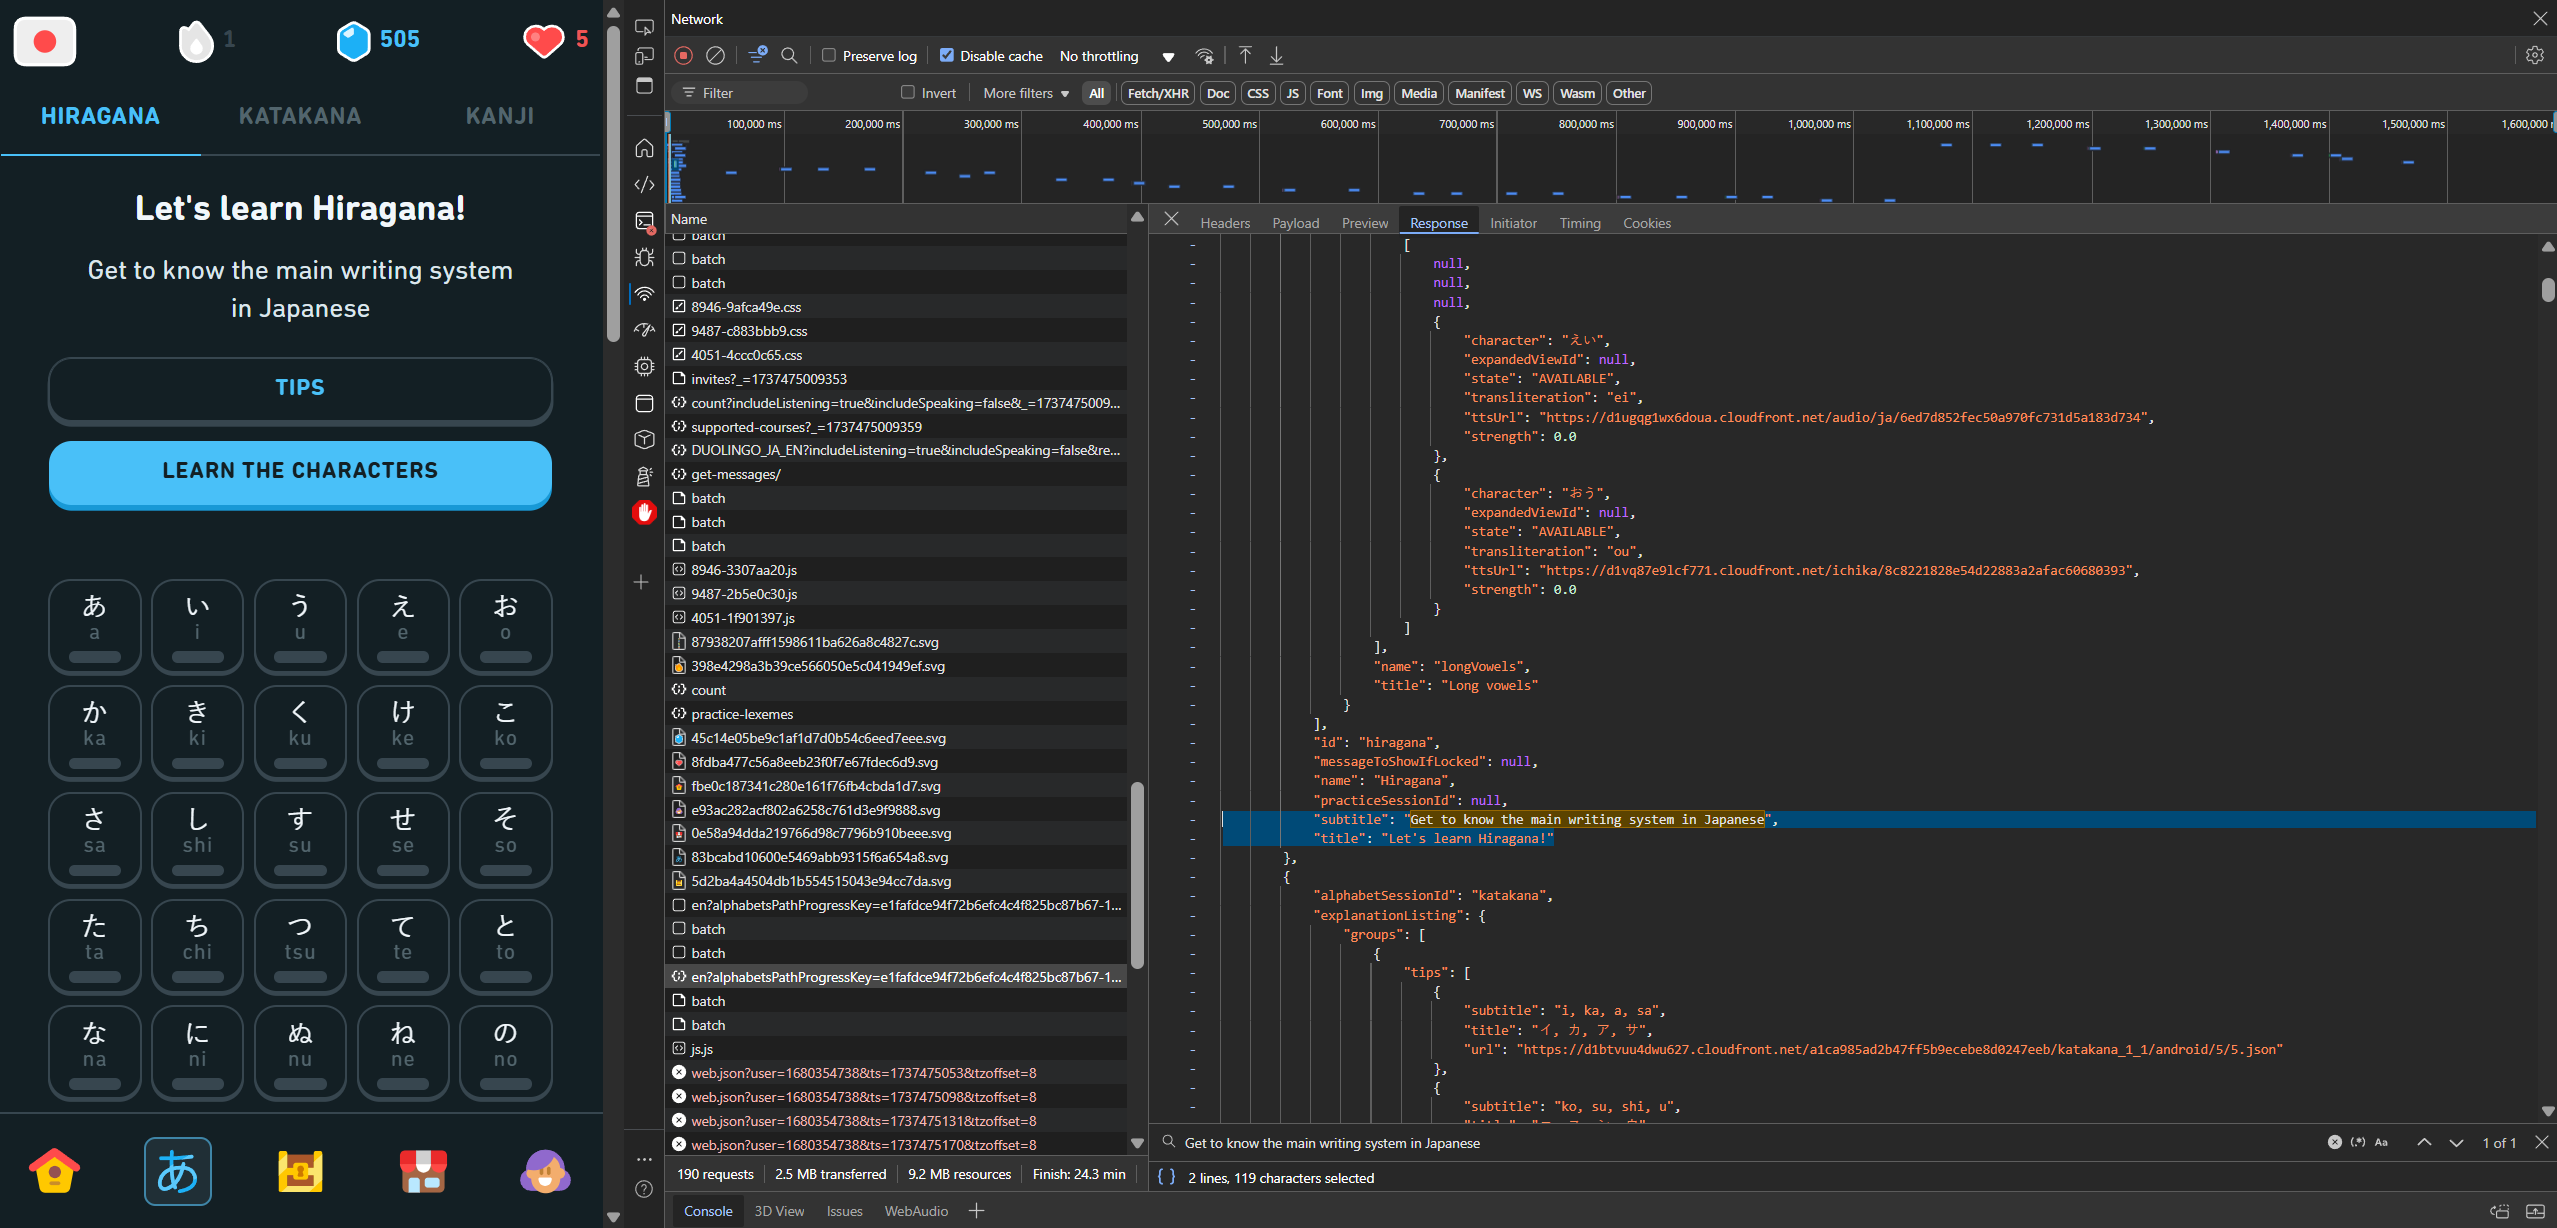 1
505
5
HIRAGANA
KATAKANA
KANJI
Let's learn Hiragana!
Get to know the main writing system
in Japanese
TIPS
LEARN THE CHARACTERS
あ い う え お
a i u e o
か き く け こ
ka ki ku ke ko
さ し す せ そ
sa shi su se so
た ち つ て と
ta chi tsu te to
な に ぬ ね の
na ni nu ne no
あ
Network
Preserve log
Disable cache
No throttling
Filter
Invert
More filters
All
Fetch/XHR
Doc
CSS
JS
Font
Img
Media
Manifest
WS
Wasm
Other
100,000 ms
200,000 ms
300,000 ms
400,000 ms
500,000 ms
600,000 ms
700,000 ms
800,000 ms
900,000 ms
1,000,000 ms
1,100,000 ms
1,200,000 ms
1,300,000 ms
1,400,000 ms
1,500,000 ms
1,600,000
Name
batch
batch
batch
8946-9afca49e.css
9487-c883bbb9.css
4051-4ccc0c65.css
invites?_=1737475009353
count?includeListening=true&includeSpeaking=false&_=1737475009...
supported-courses?_=1737475009359
DUOLINGO_JA_EN?includeListening=true&includeSpeaking=false&re...
get-messages/
batch
batch
batch
8946-3307aa20.js
9487-2b5e0c30.js
4051-1f901397.js
87938207afff1598611ba626a8c4827c.svg
398e4298a3b39ce566050e5c041949ef.svg
count
practice-lexemes
45c14e05be9c1af1d7d0b54c6eed7eee.svg
8fdba477c56a8eeb23f0f7e67fdec6d9.svg
fbe0c187341c280e161f76fb4cbda1d7.svg
e93ac282acf802a6258c761d3e9f9888.svg
0e58a94dda219766d98c7796b910beee.svg
83bcabd10600e5469abb9315f6a654a8.svg
5d2ba4a4504db1b554515043e94cc7da.svg
en?alphabetsPathProgressKey=e1fafdce94f72b6efc4c4f825bc87b67-1...
batch
batch
en?alphabetsPathProgressKey=e1fafdce94f72b6efc4c4f825bc87b67-1...
batch
batch
js.js
web.json?user=1680354738&ts=1737475053&tzoffset=8
web.json?user=1680354738&ts=1737475098&tzoffset=8
web.json?user=1680354738&ts=1737475131&tzoffset=8
web.json?user=1680354738&ts=1737475170&tzoffset=8
190 requests
2.5 MB transferred
9.2 MB resources
Finish: 24.3 min
Headers
Payload
Preview
Response
Initiator
Timing
Cookies
[
null,
null,
null,
{
"character": "えい",
"expandedViewId": null,
"state": "AVAILABLE",
"transliteration": "ei",
"ttsUrl": "https://d1ugqg1wx6doua.cloudfront.net/audio/ja/6ed7d852fec50a970fc731d5a183d734",
"strength": 0.0
},
{
"character": "おう",
"expandedViewId": null,
"state": "AVAILABLE",
"transliteration": "ou",
"ttsUrl": "https://d1vq87e9lcf771.cloudfront.net/ichika/8c8221828e54d22883a2afac60680393",
"strength": 0.0
}
]
],
"name": "longVowels",
"title": "Long vowels"
}
],
"id": "hiragana",
"messageToShowIfLocked": null,
"name": "Hiragana",
"practiceSessionId": null,
"subtitle": "Get to know the main writing system in Japanese",
"title": "Let's learn Hiragana!"
},
{
"alphabetSessionId": "katakana",
"explanationListing": {
"groups": [
{
"tips": [
{
"subtitle": "i, ka, a, sa",
"title": "イ, カ, ア, サ",
"url": "https://d1btvuu4dwu627.cloudfront.net/a1ca985ad2b47ff5b9ecebe8d0247eeb/katakana_1_1/android/5/5.json"
},
{
"subtitle": "ko, su, shi, u",
Get to know the main writing system in Japanese
(.*)
Aa
1 of 1
{ } 2 lines, 119 characters selected
Console
3D View
Issues
WebAudio